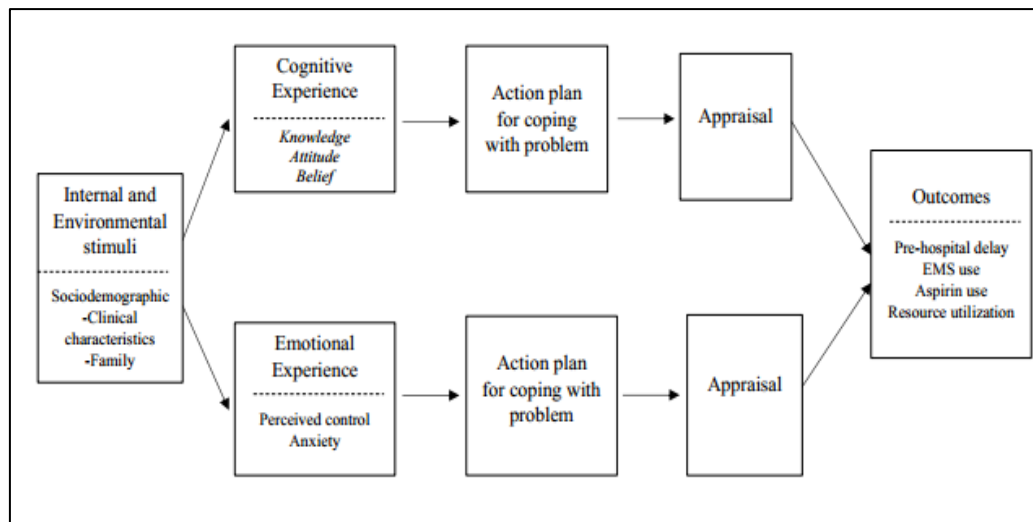 Internal and
Environmental
stimuli
Sociodemographic
-Clinical
characteristics
-Family
Cognitive
Experience
Knowledge
Attitude
Belief
Action plan
for coping
with problem
Appraisal
Emotional
Experience
Perceived control
Anxiety
Action plan
for coping with
problem
Appraisal
Outcomes
Pre-hospital delay
EMS use
Aspirin use
Resource utilization